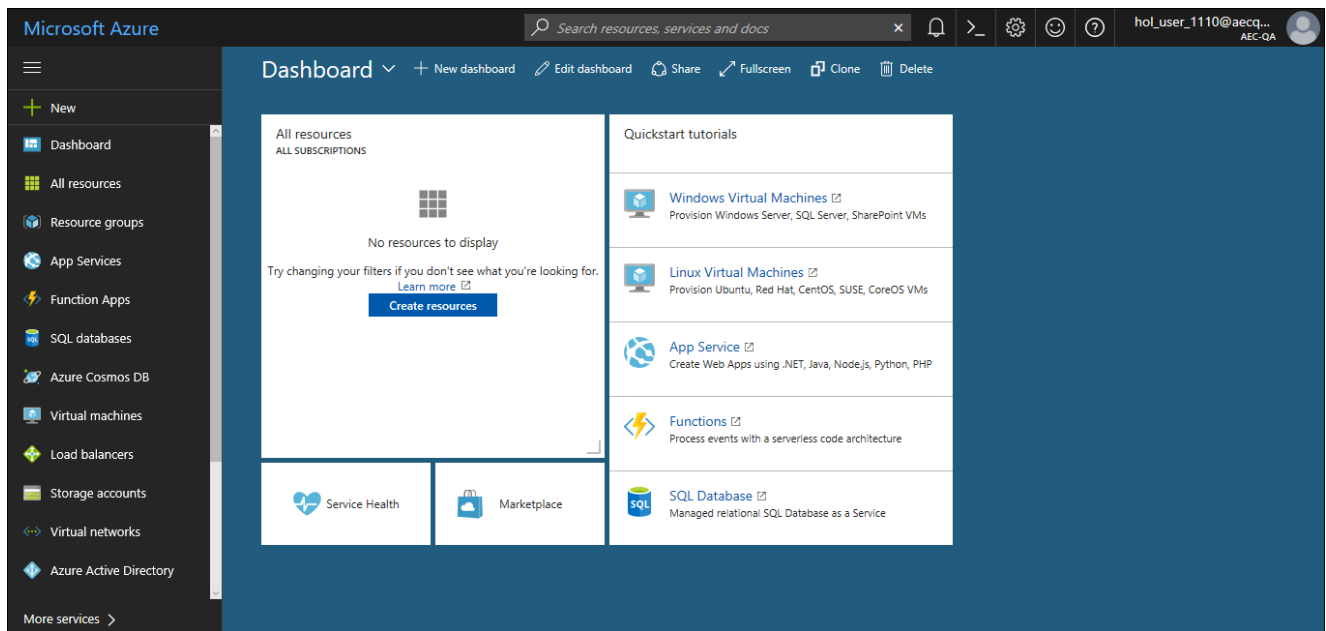 Microsoft Azure
Search resources, services and docs
hol_user_1110@aecq...
AEC-QA
New
Dashboard
All resources
Resource groups
App Services
Function Apps
SQL databases
Azure Cosmos DB
Virtual machines
Load balancers
Storage accounts
Virtual networks
Azure Active Directory
More services
Dashboard
New dashboard
Edit dashboard
Share
Fullscreen
Clone
Delete
All resources
ALL SUBSCRIPTIONS
No resources to display
Try changing your filters if you don't see what you're looking for.
Learn more
Create resources
Service Health
Marketplace
Quickstart tutorials
Windows Virtual Machines
Provision Windows Server, SQL Server, SharePoint VMs
Linux Virtual Machines
Provision Ubuntu, Red Hat, CentOS, SUSE, CoreOS VMs
App Service
Create Web Apps using .NET, Java, Node.js, Python, PHP
Functions
Process events with a serverless code architecture
SQL
SQL Database
Managed relational SQL Database as a Service